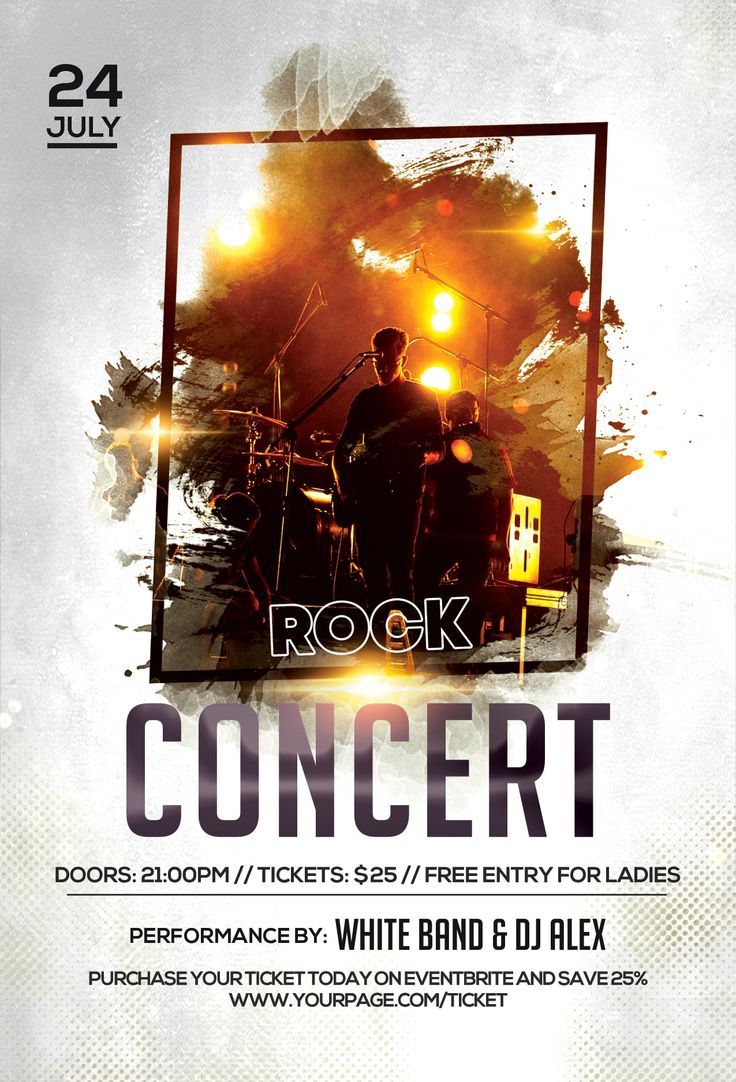 24
JULY
ROCK
CONCERT
DOORS: 21:00PM // TICKETS: $25 // FREE ENTRY FOR LADIES
PERFORMANCE BY: WHITE BAND & DJ ALEX
PURCHASE YOUR TICKET TODAY ON EVENTBRITE AND SAVE 25%
WWW.YOURPAGE.COM/TICKET